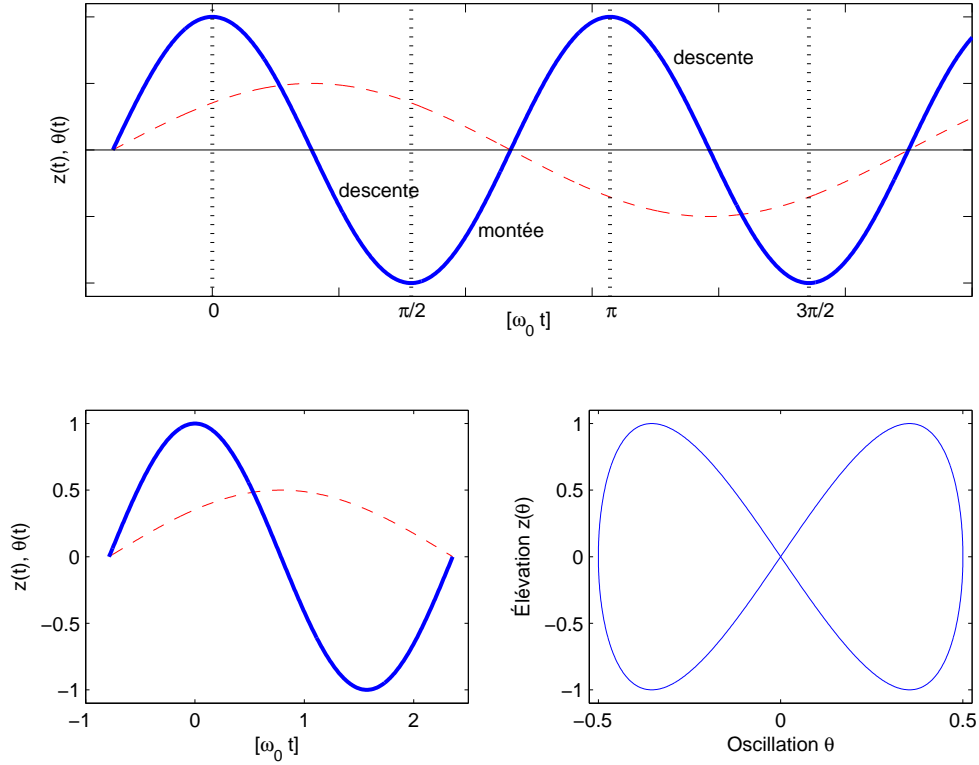 z(t), θ(t)
descente
descente
montée
0
π/2
π
3π/2
[ω₀ t]
z(t), θ(t)
1
0.5
0
−0.5
−1
−1
0
1
2
[ω₀ t]
Élévation z(θ)
1
0.5
0
−0.5
−1
−0.5
0
0.5
Oscillation θ